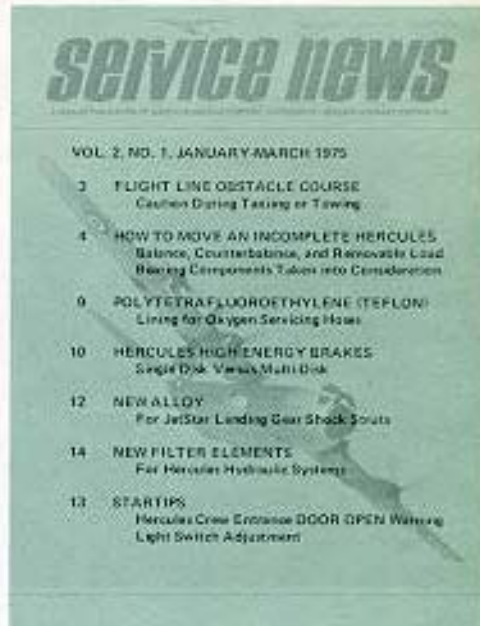 service news
VOL. 2, NO. 1, JANUARY-MARCH 1975
3 FLIGHT LINE OBSTACLE COURSE
Caution During Taxiing or Towing
4 HOW TO MOVE AN INCOMPLETE HERCULES
Balance, Counterbalance, and Removable Load
Bearing Components Taken into Consideration
9 POLYTETRAFLUOROETHYLENE (TEFLON)
Lining for Oxygen Servicing Hoses
10 HERCULES HIGH ENERGY BRAKES
Single Disk Versus Multi-Disk
12 NEW ALLOY
For JetStar Landing Gear Shock Struts
14 NEW FILTER ELEMENTS
For Hercules Hydraulic Systems
13 STARTIPS
Hercules Crew Entrance DOOR OPEN Warning
Light Switch Adjustment